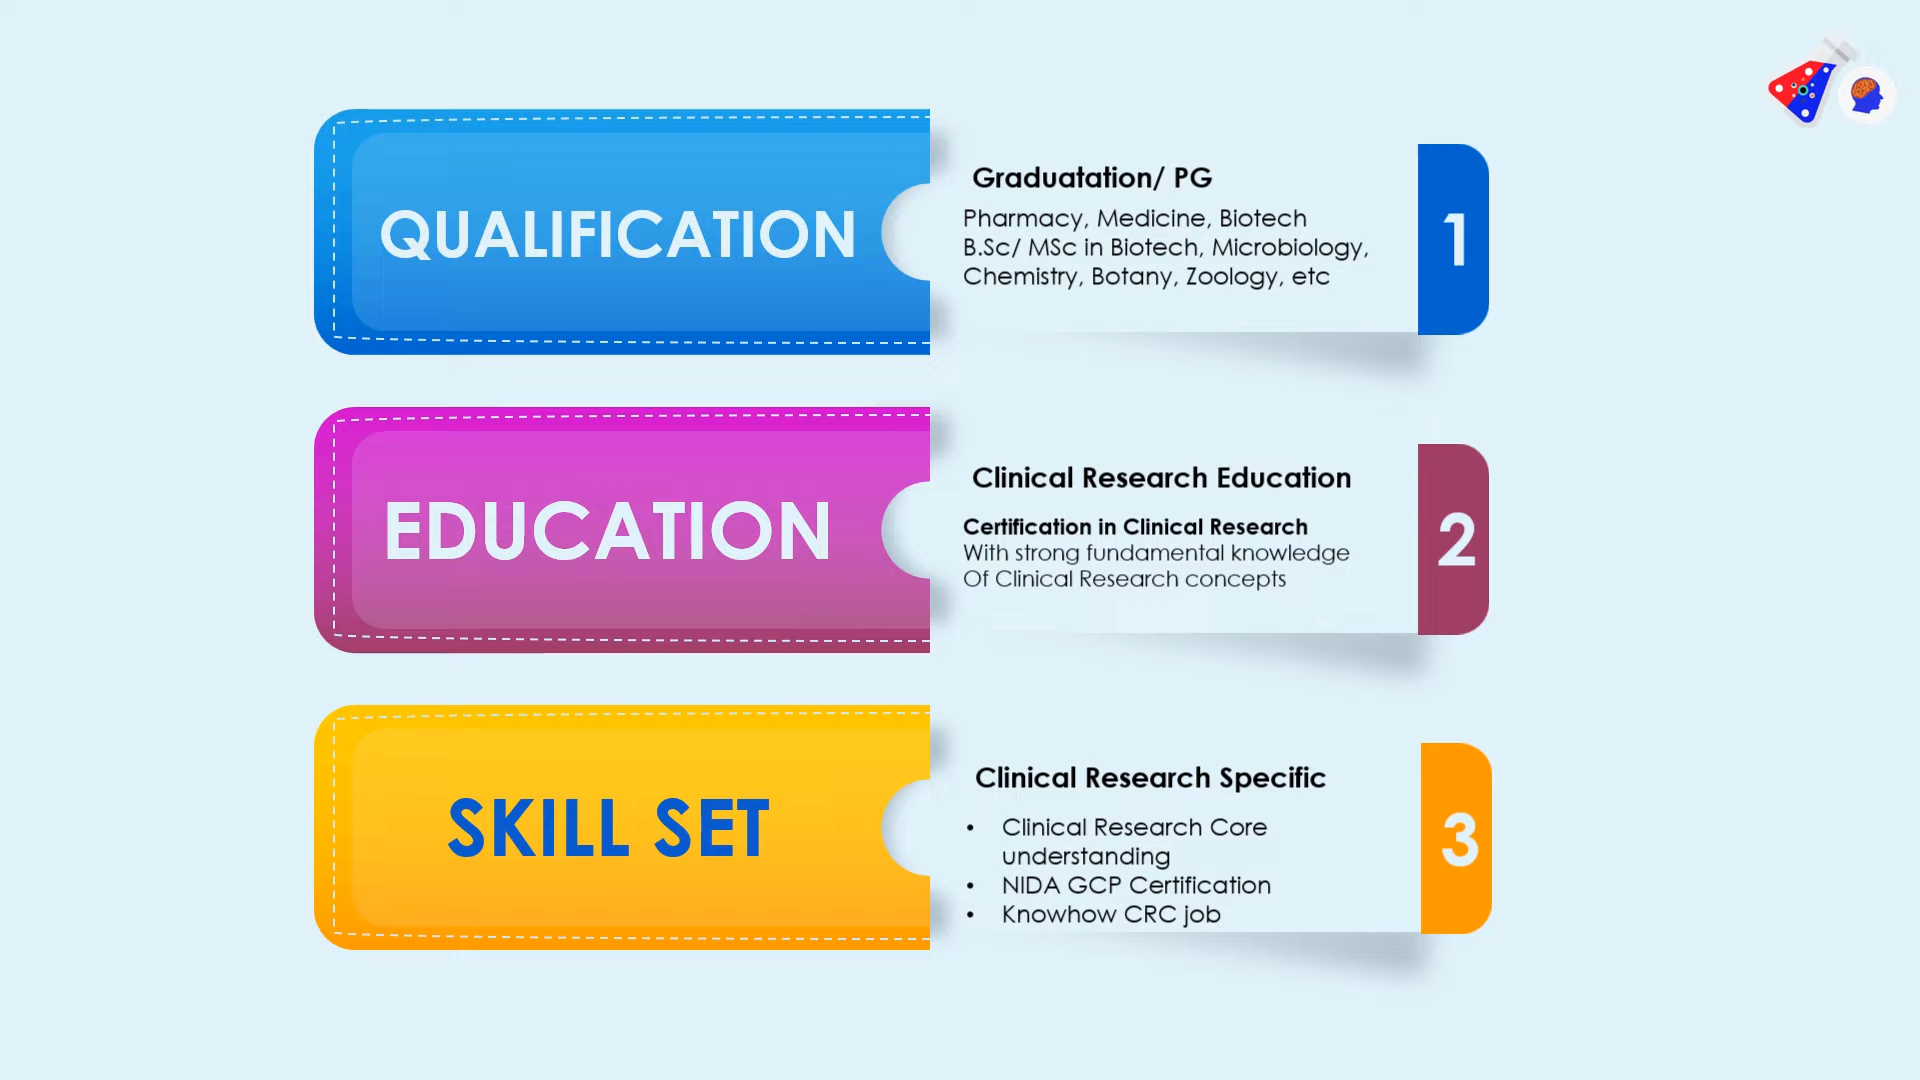 QUALIFICATION
Graduatation/ PG
Pharmacy, Medicine, Biotech
B.Sc/ MSc in Biotech, Microbiology,
Chemistry, Botany, Zoology, etc
1
EDUCATION
Clinical Research Education
Certification in Clinical Research
With strong fundamental knowledge
Of Clinical Research concepts
2
SKILL SET
Clinical Research Specific
• Clinical Research Core
understanding
• NIDA GCP Certification
• Knowhow CRC job
3